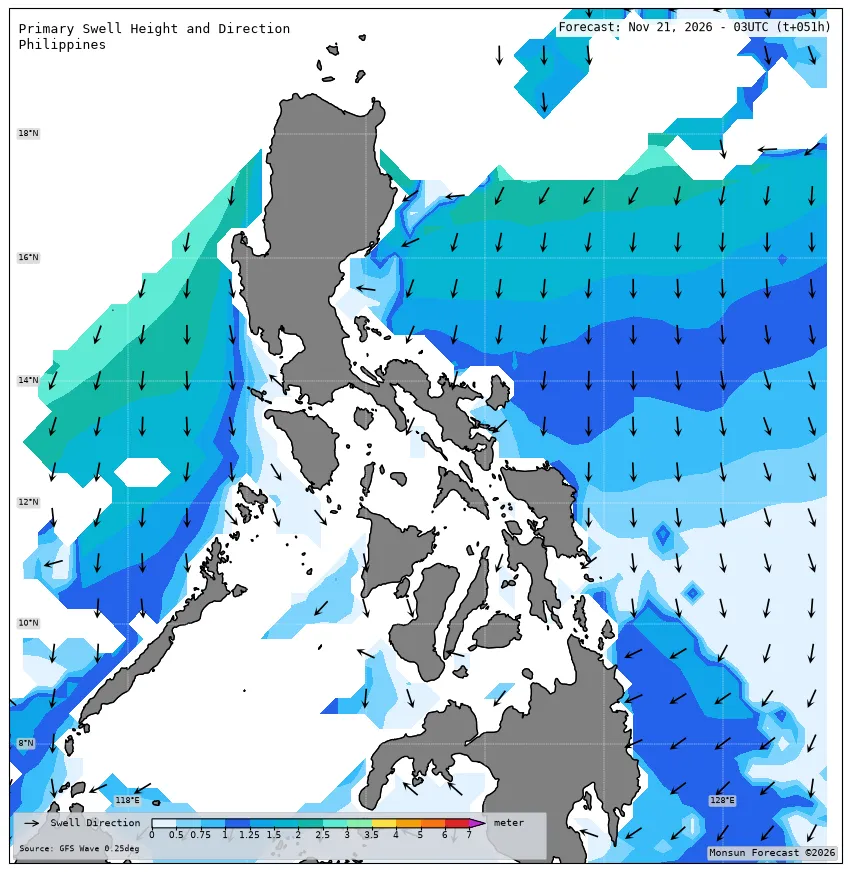 Primary Swell Height and Direction
Philippines
Forecast: Nov 21, 2026 - 03UTC (t+051h)
18°N
16°N
14°N
12°N
10°N
8°N
118°E
128°E
Swell Direction
0 0.5 0.75 1 1.25 1.5 2 2.5 3 3.5 4 5 6 7
meter
Source: GFS Wave 0.25deg
Monsun Forecast ©2026